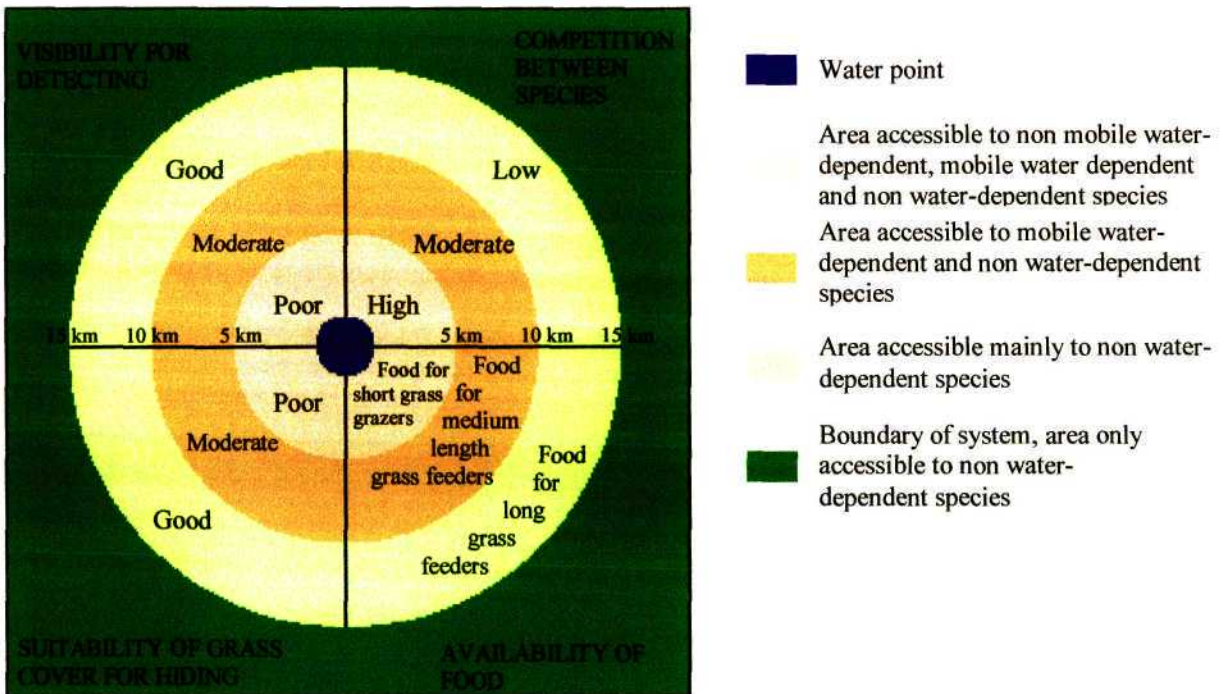 VISIBILITY FOR
DETECTING
COMPETITION
BETWEEN
SPECIES
Good
Low
Moderate
Moderate
Poor
High
15 km
10 km
5 km
5 km
10 km
15 km
Poor
Food for
short grass
grazers
Food
for
medium
length
grass feeders
Moderate
Food
for
long
grass
feeders
Good
SUITABILITY OF GRASS
COVER FOR HIDING
AVAILABILITY OF
FOOD
Water point
Area accessible to non mobile water-
dependent, mobile water dependent
and non water-dependent species
Area accessible to mobile water-
dependent and non water-dependent
species
Area accessible mainly to non water-
dependent species
Boundary of system, area only
accessible to non water-
dependent species